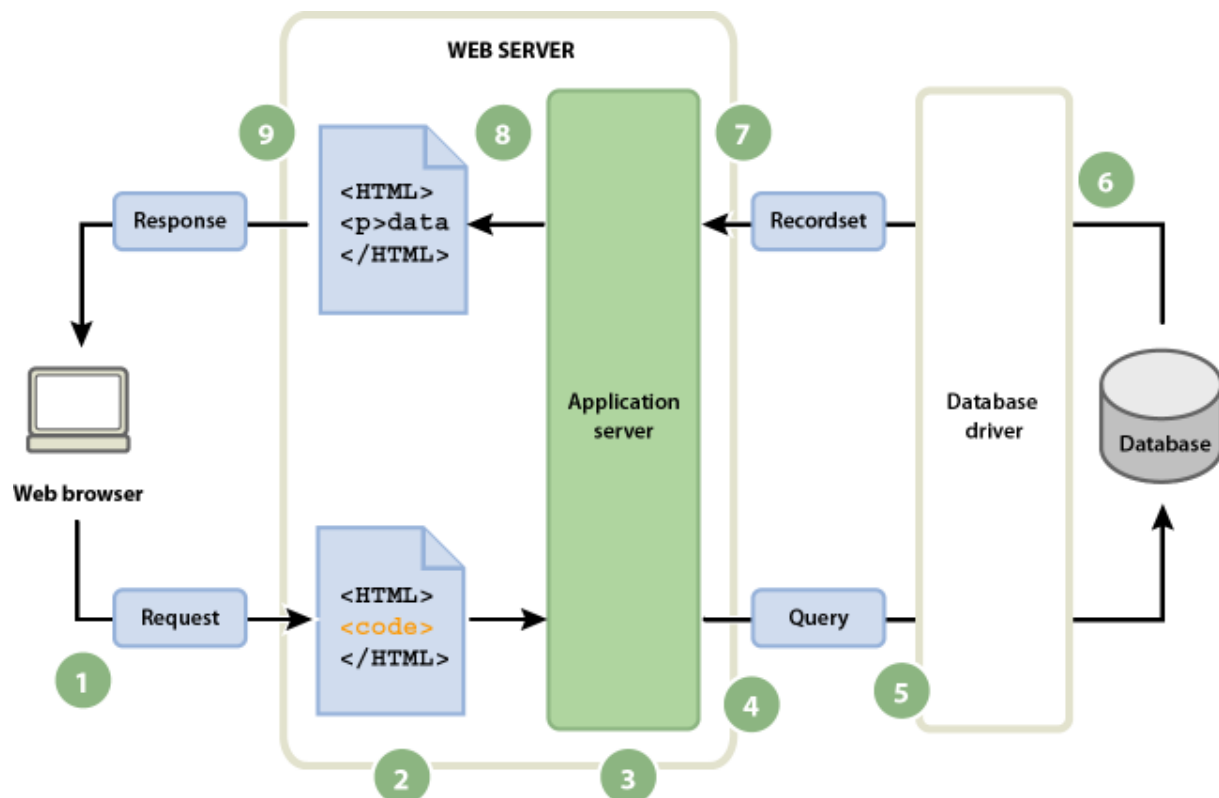 WEB SERVER
9
8
7
6
<HTML>
<p>data
</HTML>
Response
Recordset
Application
server
Database
driver
Database
Web browser
<HTML>
<code>
</HTML>
Request
Query
1
2
3
4
5